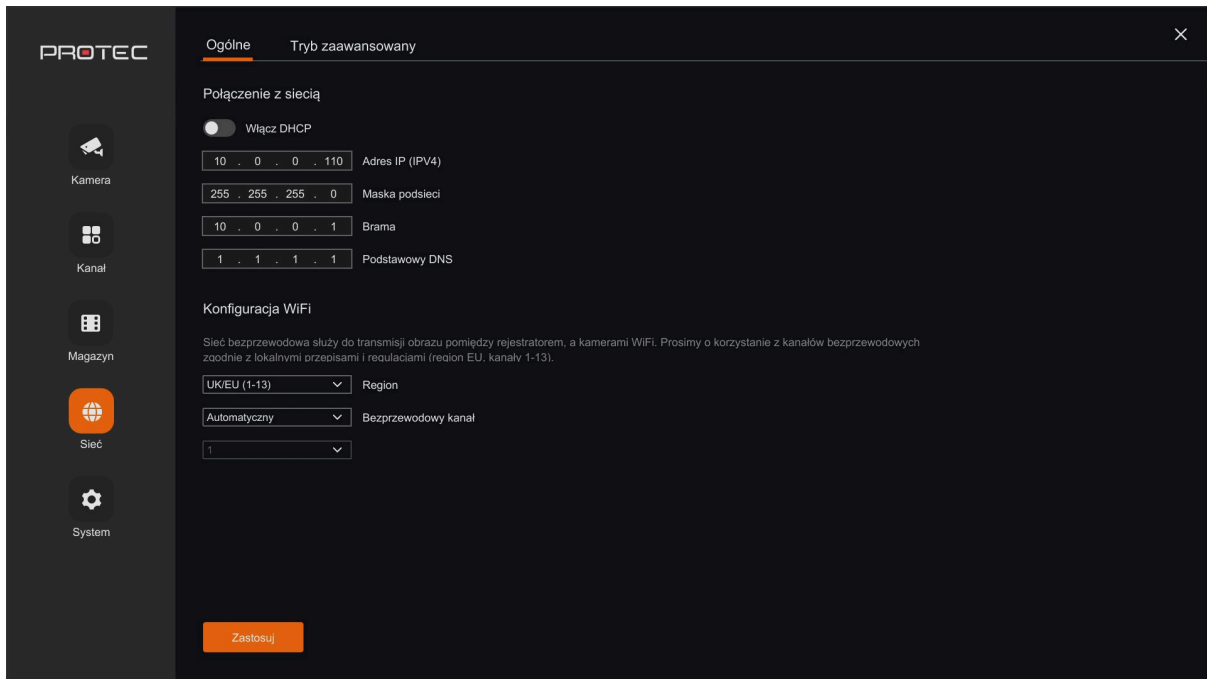 PROTEC
Ogólne Tryb zaawansowany
Połączenie z siecią
Włącz DHCP
10 . 0 . 0 . 110 Adres IP (IPV4)
Kamera
255 . 255 . 255 . 0 Maska podsieci
10 . 0 . 0 . 1 Brama
1 . 1 . 1 . 1 Podstawowy DNS
Kanał
Konfiguracja WiFi
Sieć bezprzewodowa służy do transmisji obrazu pomiędzy rejestratorem, a kamerami WiFi. Prosimy o korzystanie z kanałów bezprzewodowych
zgodnie z lokalnymi przepisami i regulacjami (region EU, kanały 1-13).
Magazyn
UK/EU (1-13) Region
Automatyczny Bezprzewodowy kanał
Sieć
1
System
Zastosuj